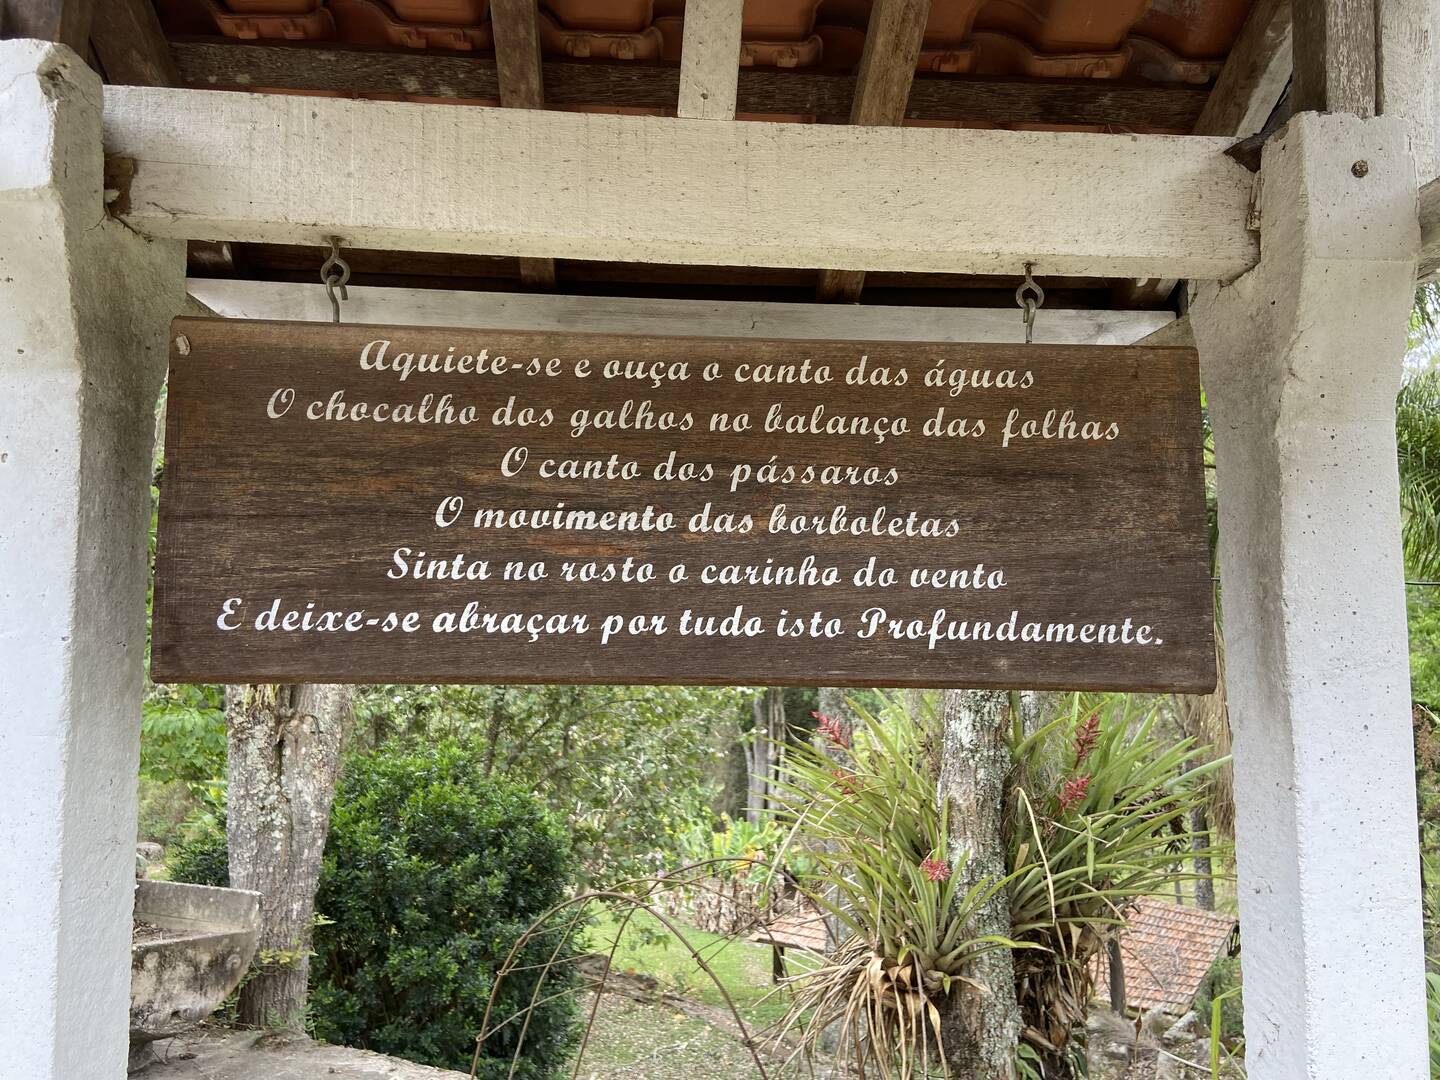 Aquiete-se e ouça o canto das águas
O chocalho dos galhos no balanço das folhas
O canto dos pássaros
O movimento das borboletas
Sinta no rosto o carinho do vento
E deixe-se abraçar por tudo isto Profundamente.